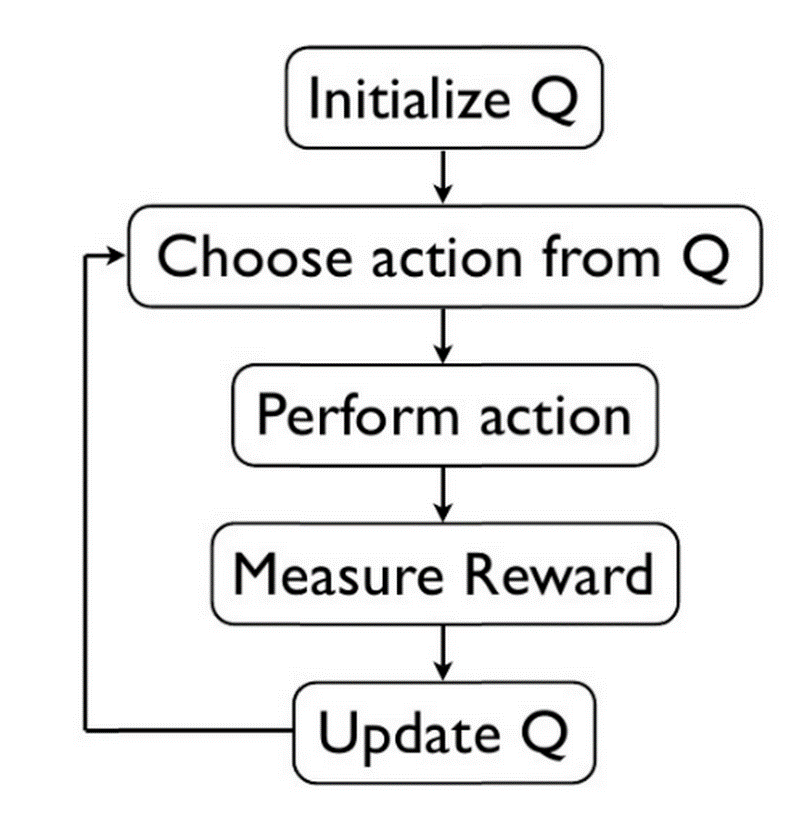 Initialize Q
Choose action from Q
Perform action
Measure Reward
Update Q